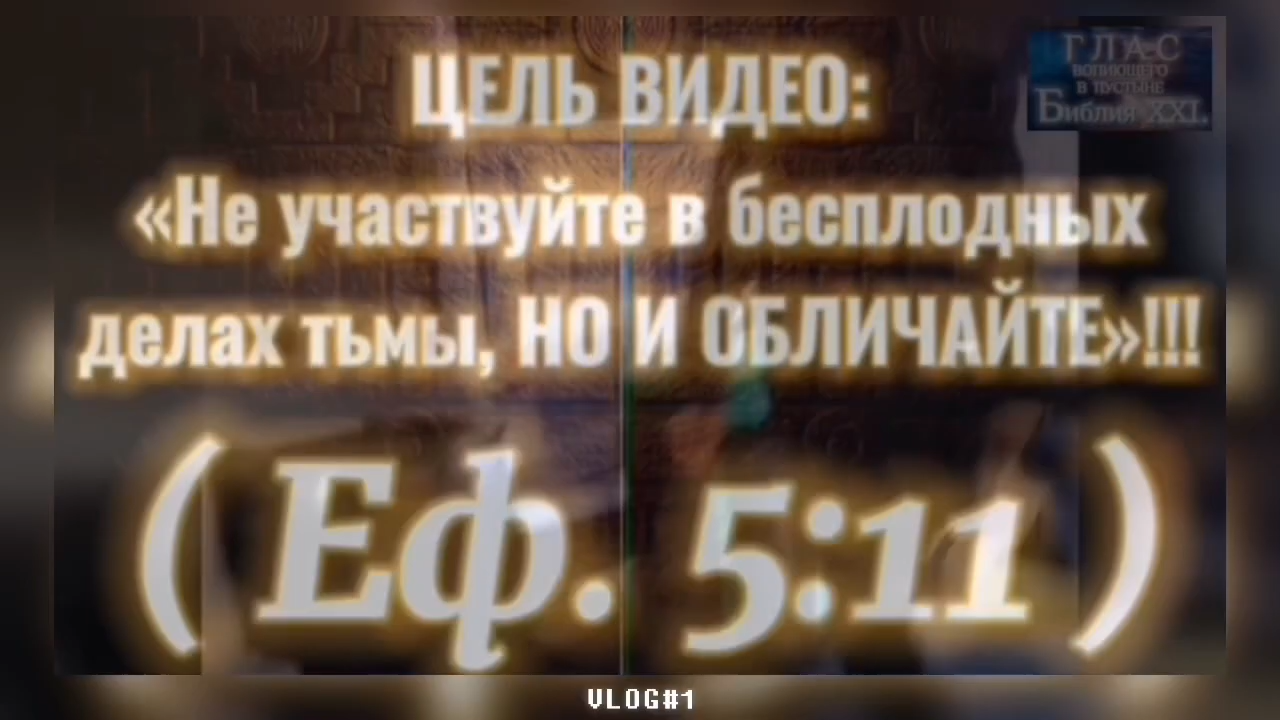 ЦЕЛЬ ВИДЕО:
ГЛАС
ВОПИЮЩЕГО
В ПУСТЫНЕ
Библия XXI.
«Не участвуйте в бесплодных
делах тьмы, НО И ОБЛИЧАЙТЕ»!!!
(Еф. 5:11)
VLOG#1